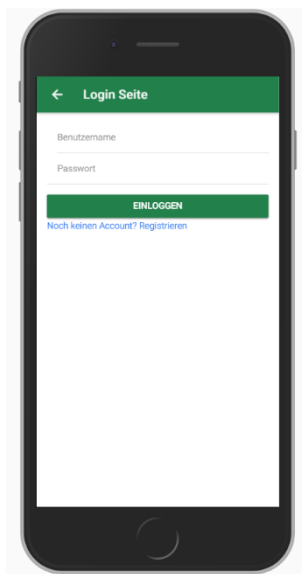 Login Seite
Benutzername
Passwort
EINLOGGEN
Noch keinen Account? Registrieren